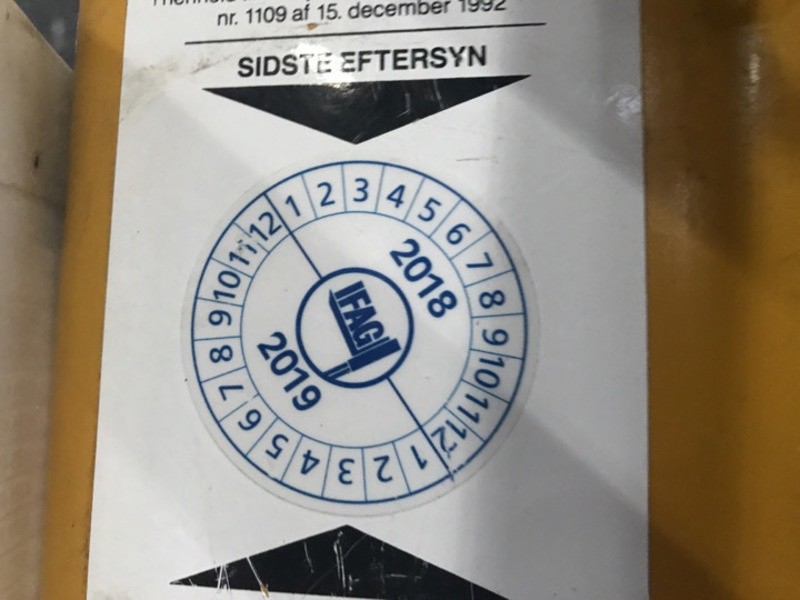 nr. 1109 af 15. december 1992
SIDSTE EFTERSYN
1 2 3 4 5 6 7 8 9 10 11 12
2018
IFAG
2019
1 2 3 4 5 6 7 8 9 10 11 12